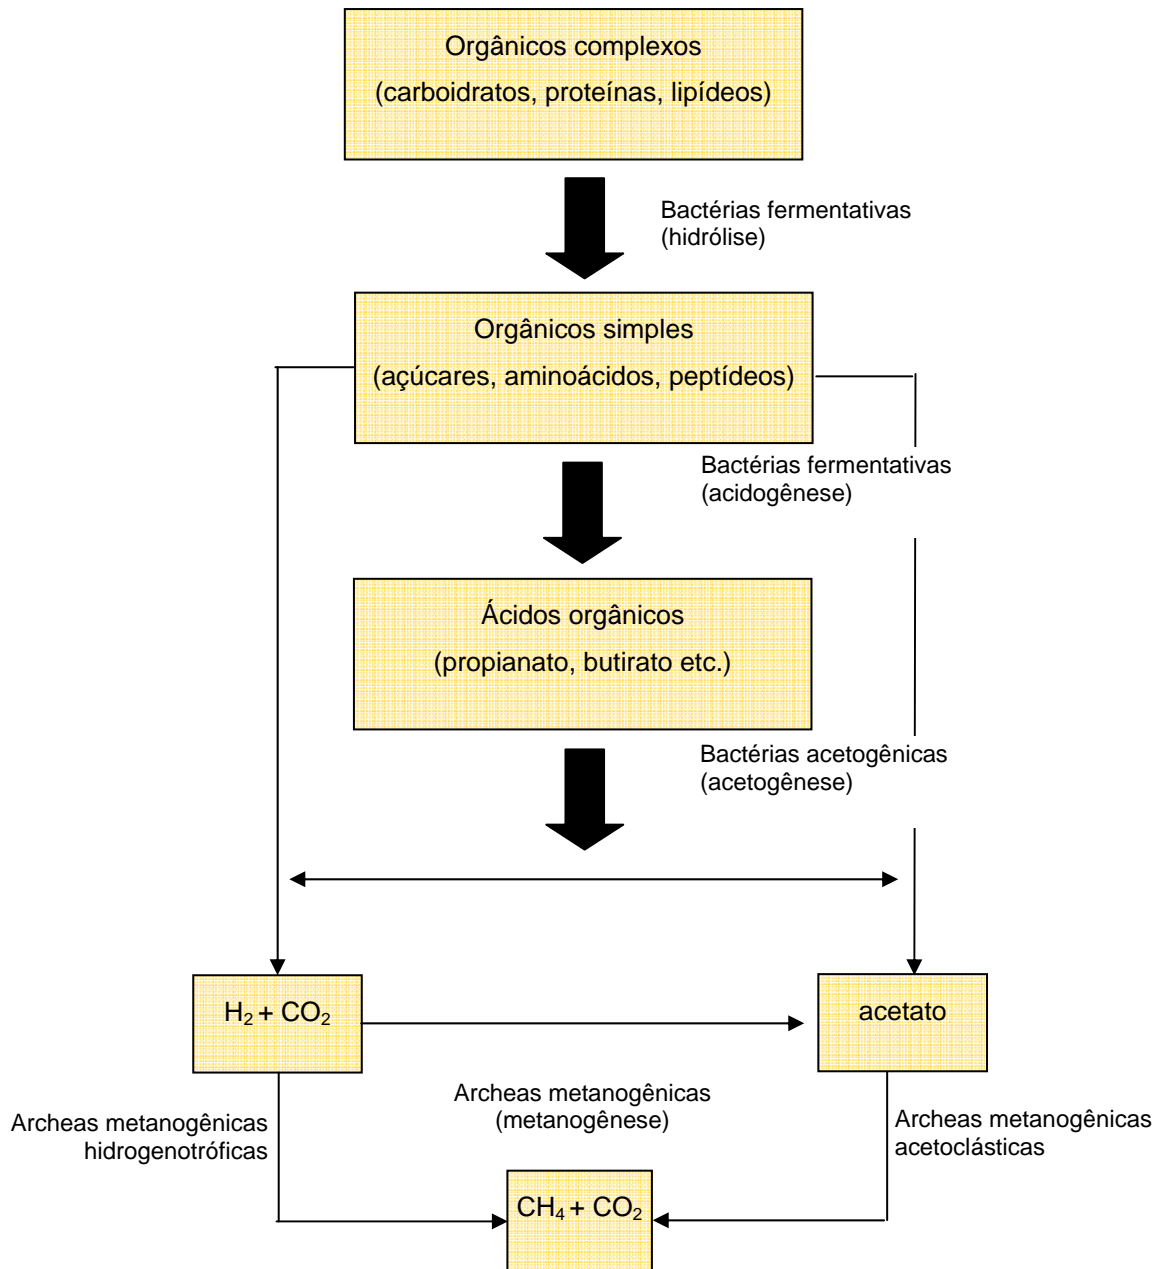 Orgânicos complexos
(carboidratos, proteínas, lipídeos)
Bactérias fermentativas
(hidrólise)
Orgânicos simples
(açúcares, aminoácidos, peptídeos)
Bactérias fermentativas
(acidogênese)
Ácidos orgânicos
(propianato, butirato etc.)
Bactérias acetogênicas
(acetogênese)
H₂ + CO₂
acetato
Archeas metanogênicas
hidrogenotróficas
Archeas metanogênicas
(metanogênese)
Archeas metanogênicas
acetoclásticas
CH₄ + CO₂